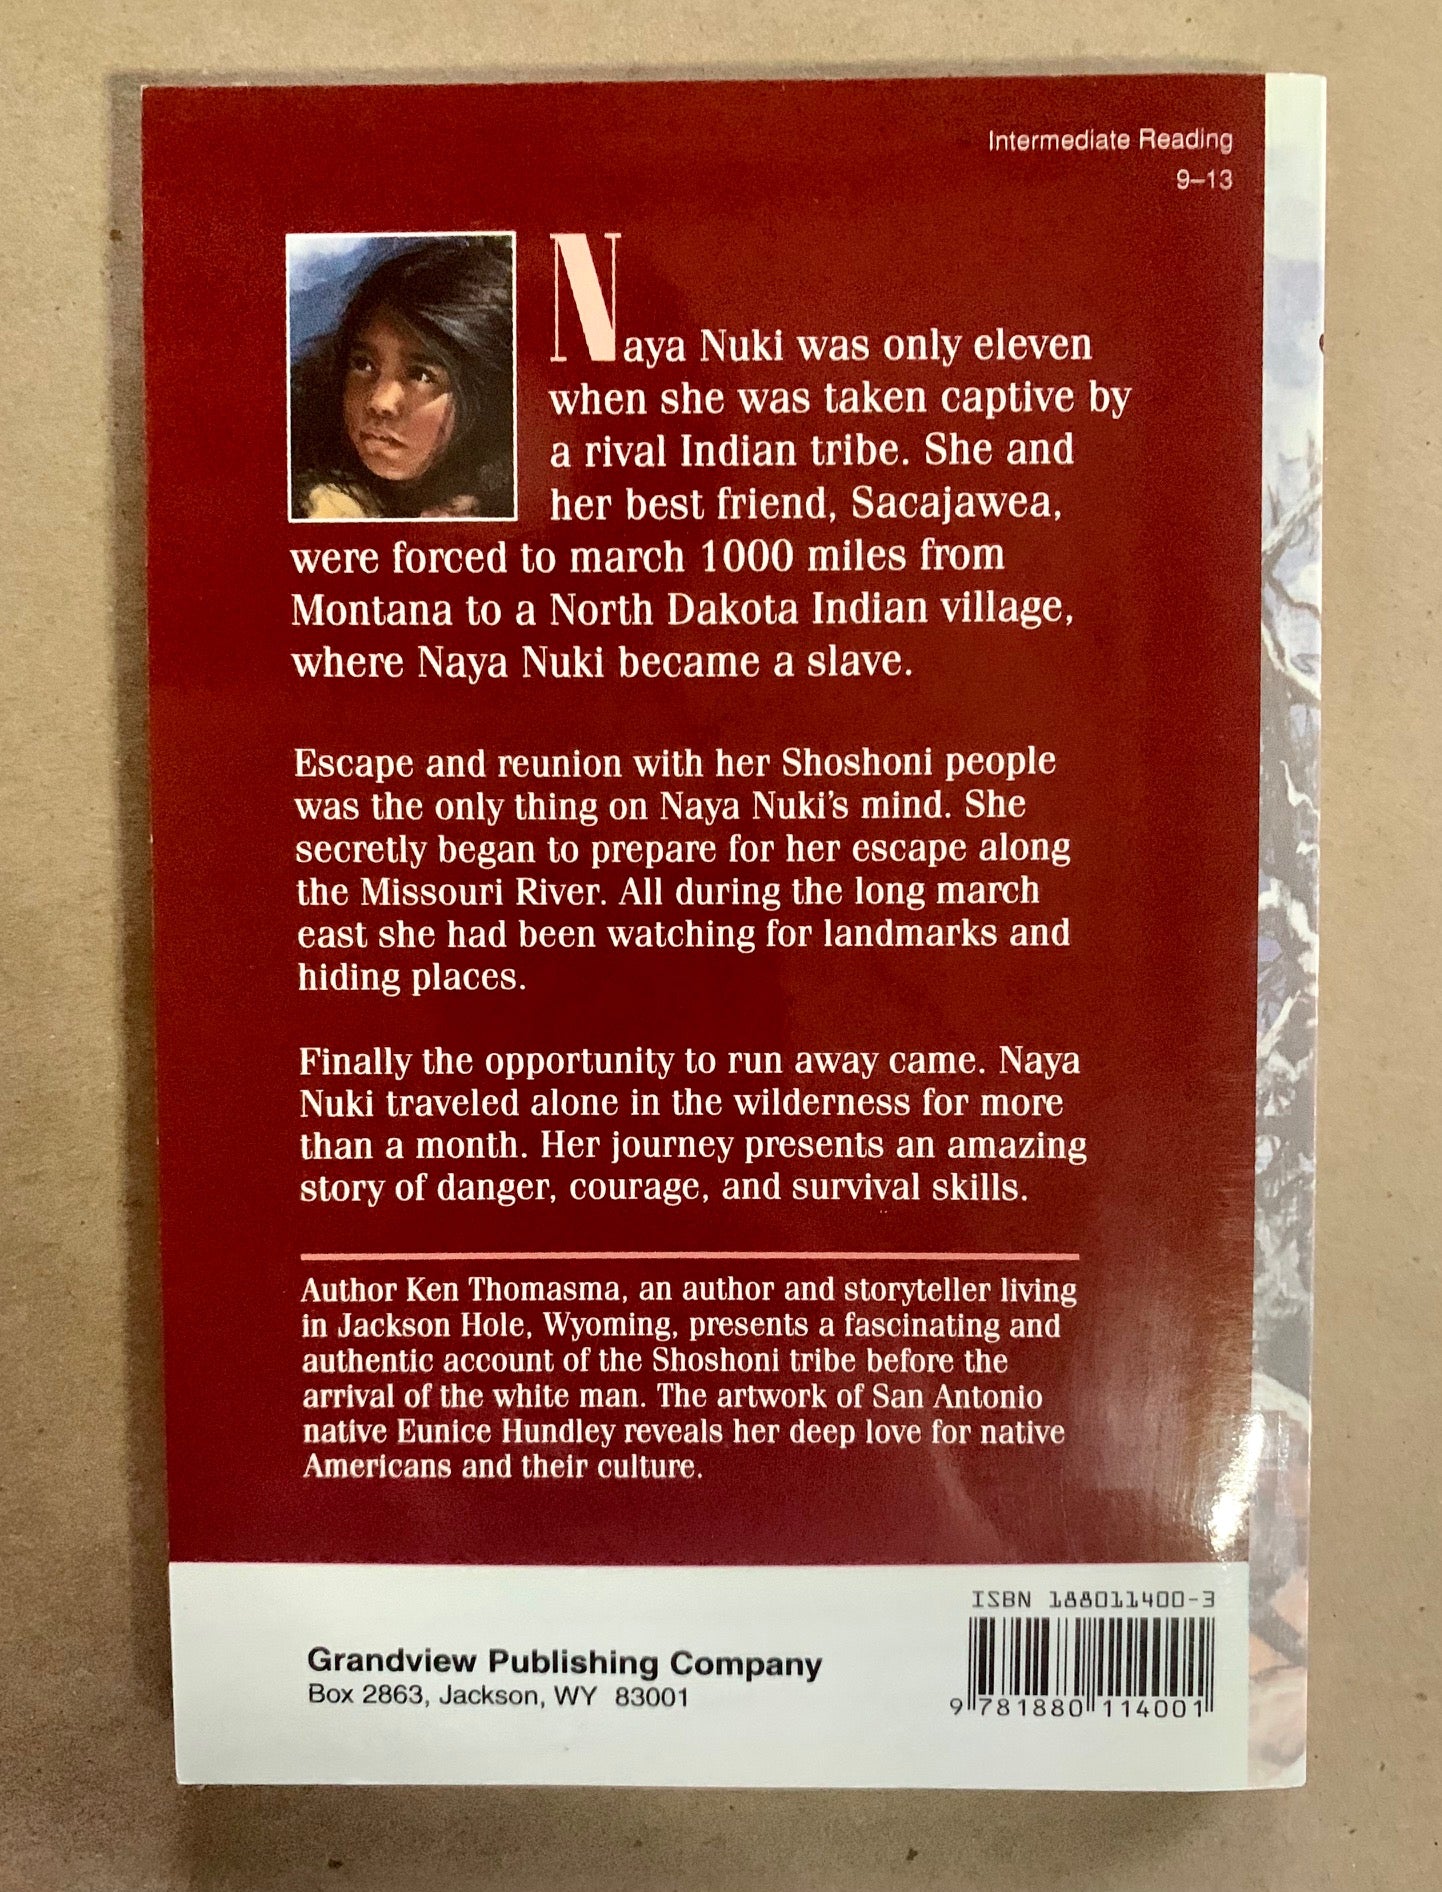 Intermediate Reading
9–13
Naya Nuki was only eleven
when she was taken captive by
a rival Indian tribe. She and
her best friend, Sacajawea,
were forced to march 1000 miles from
Montana to a North Dakota Indian village,
where Naya Nuki became a slave.
Escape and reunion with her Shoshoni people
was the only thing on Naya Nuki's mind. She
secretly began to prepare for her escape along
the Missouri River. All during the long march
east she had been watching for landmarks and
hiding places.
Finally the opportunity to run away came. Naya
Nuki traveled alone in the wilderness for more
than a month. Her journey presents an amazing
story of danger, courage, and survival skills.
Author Ken Thomasma, an author and storyteller living
in Jackson Hole, Wyoming, presents a fascinating and
authentic account of the Shoshoni tribe before the
arrival of the white man. The artwork of San Antonio
native Eunice Hundley reveals her deep love for native
Americans and their culture.
Grandview Publishing Company
Box 2863, Jackson, WY 83001
ISBN 188011400-3
9 781880 114001